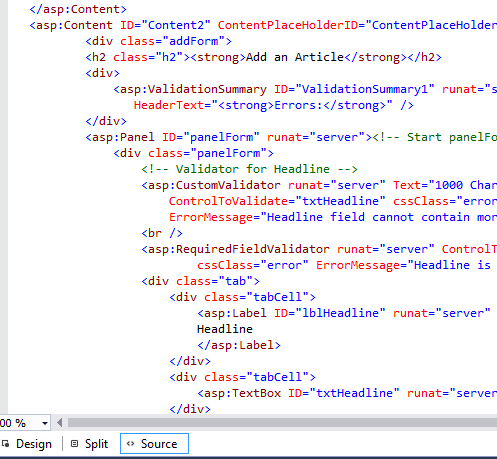 </asp:Content>
<asp:Content ID="Content2" ContentPlaceHolderID="ContentPlaceHolder
<div class="addForm">
<h2 class="h2"><strong>Add an Article</strong></h2>
<div>
<asp:ValidationSummary ID="ValidationSummary1" runat="s
HeaderText="<strong>Errors:</strong>" />
</div>
<asp:Panel ID="panelForm" runat="server"><!-- Start panelFo
<div class="panelForm">
<!-- Validator for Headline -->
<asp:CustomValidator runat="server" Text="1000 Char
ControlToValidate="txtHeadline" cssClass="error
ErrorMessage="Headline field cannot contain mor
<br />
<asp:RequiredFieldValidator runat="server" ControlT
cssClass="error" ErrorMessage="Headline is
<div class="tab">
<div class="tabCell">
<asp:Label ID="lblHeadline" runat="server"
Headline
</asp:Label>
</div>
<div class="tabCell">
<asp:TextBox ID="txtHeadline" runat="server
</div>
00 %
Design Split <> Source